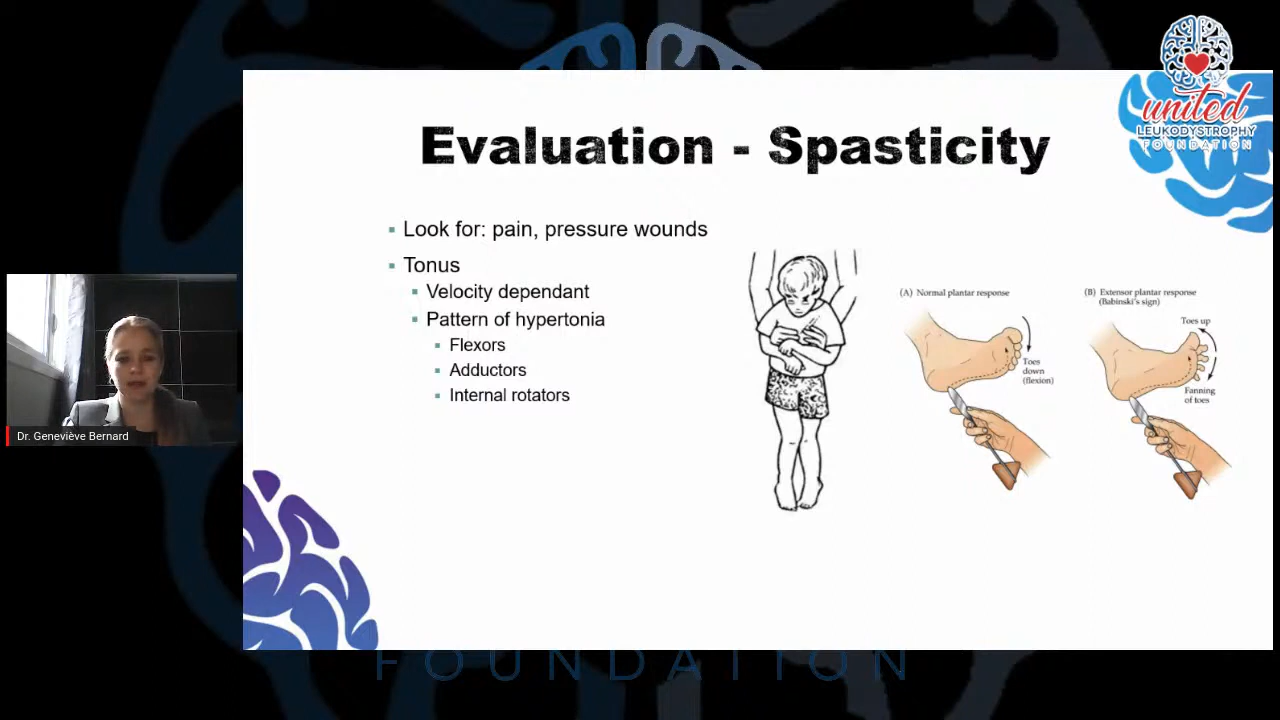 united
LEUKODYSTROPHY
FOUNDATION
Evaluation - Spasticity
Look for: pain, pressure wounds
Tonus
Velocity dependant
Pattern of hypertonia
Flexors
Adductors
Internal rotators
(A) Normal plantar response
Toes
down
(flexion)
(B) Extensor plantar response
(Babinski's sign)
Toes up
Fanning
of toes
Dr. Geneviève Bernard
FOUNDATION